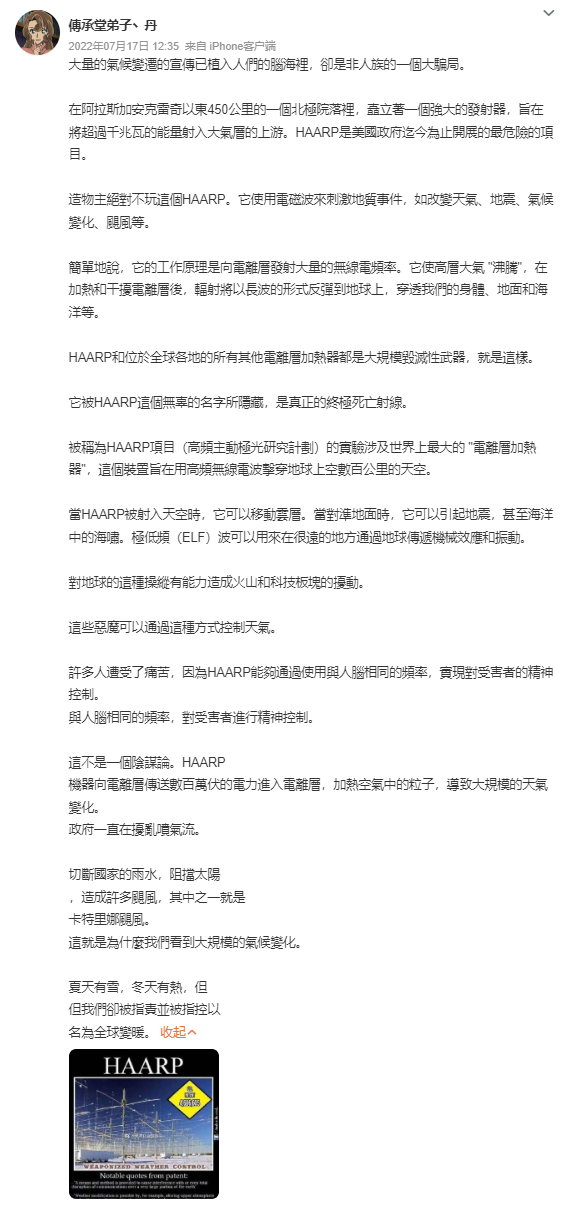 傳承堂弟子丶丹
2022年07月17日 12:35 来自 iPhone客户端
大量的氣候變遷的宣傳已植入人們的腦海裡，卻是非人族的一個大騙局。
在阿拉斯加安克雷奇以東450公里的一個北極院落裡，矗立著一個強大的發射器，旨在
將超過千兆瓦的能量射入大氣層的上游。HAARP是美國政府迄今為止開展的最危險的項
目。
造物主絕對不玩這個HAARP。它使用電磁波來刺激地質事件，如改變天氣、地震、氣候
變化、颶風等。
簡單地說，它的工作原理是向電離層發射大量的無線電頻率。它使高層大氣 "沸騰"，在
加熱和干擾電離層後，輻射將以長波的形式反彈到地球上，穿透我們的身體、地面和海
洋等。
HAARP和位於全球各地的所有其他電離層加熱器都是大規模毀滅性武器，就是這樣。
它被HAARP這個無辜的名字所隱藏，是真正的終極死亡射線。
被稱為HAARP項目（高頻主動極光研究計劃）的實驗涉及世界上最大的 "電離層加熱
器"，這個裝置旨在用高頻無線電波擊穿地球上空數百公里的天空。
當HAARP被射入天空時，它可以移動雲層。當對準地面時，它可以引起地震，甚至海洋
中的海嘯。極低頻（ELF）波可以用來在很遠的地方通過地球傳遞機械效應和振動。
對地球的這種操縱有能力造成火山和科技板塊的擾動。
這些惡魔可以通過這種方式控制天氣。
許多人遭受了痛苦，因為HAARP能夠通過使用與人腦相同的頻率，實現對受害者的精神
控制。
與人腦相同的頻率，對受害者進行精神控制。
這不是一個陰謀論。HAARP
機器向電離層傳送數百萬伏的電力進入電離層，加熱空氣中的粒子，導致大規模的天氣
變化。
政府一直在擾亂噴氣流。
切斷國家的雨水，阻擋太陽
，造成許多颶風，其中之一就是
卡特里娜颶風。
這就是為什麼我們看到大規模的氣候變化。
夏天有雪，冬天有熱，但
但我們卻被指責並被指控以
名為全球變暖。 收起
HAARP
WEAPONIZED WEATHER CONTROL
Notable quotes from patent: